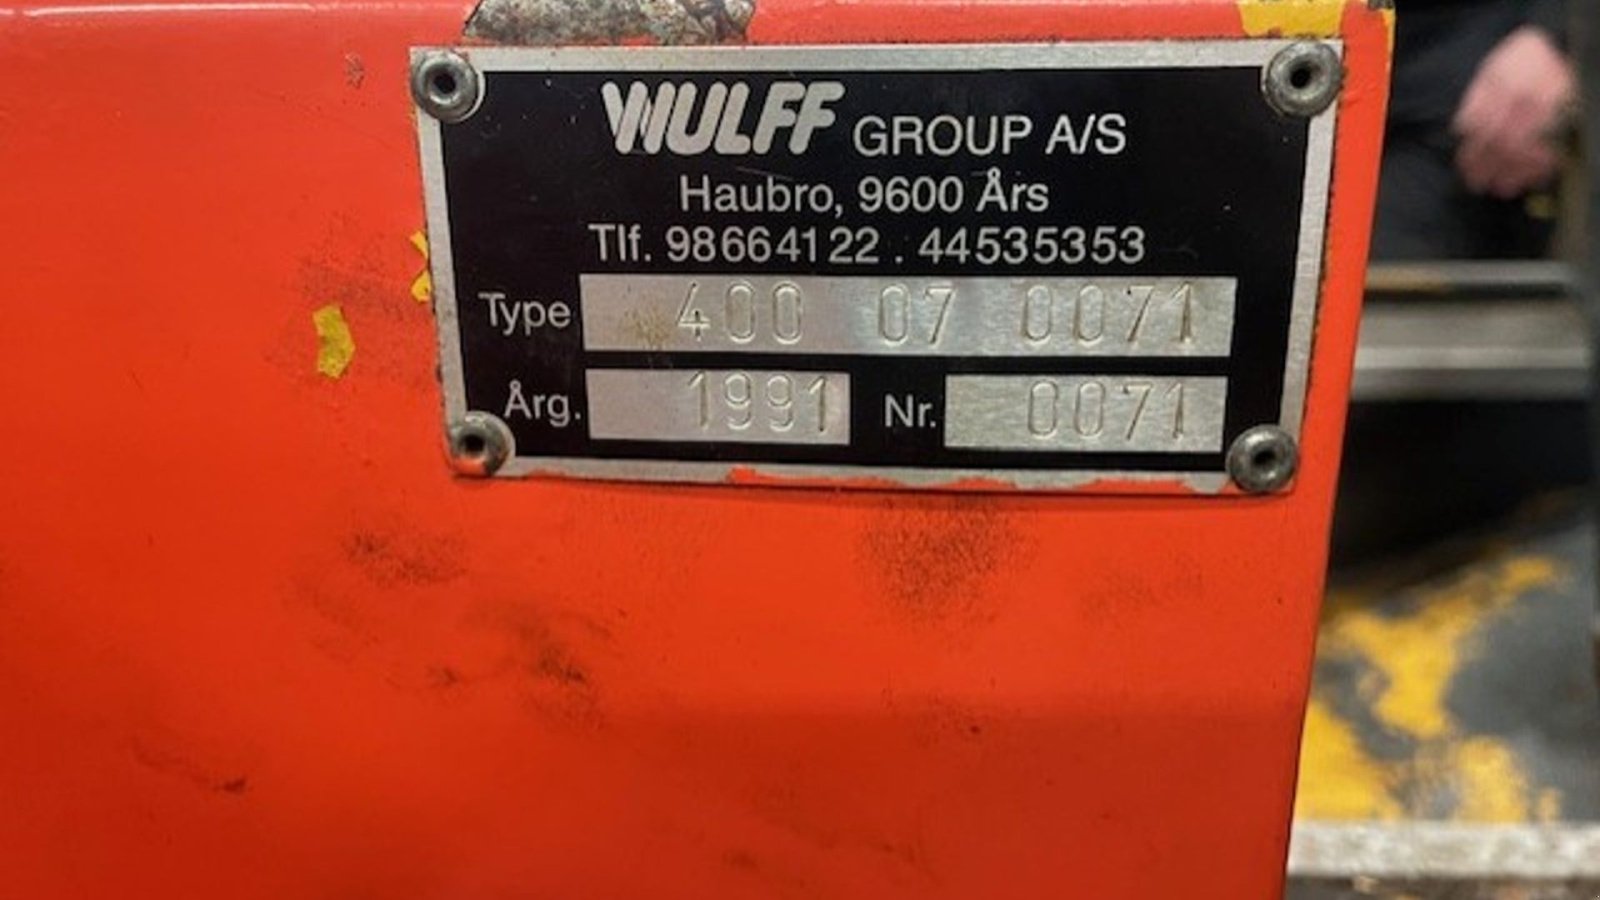 WULFF GROUP A/S
Haubro, 9600 Års
Tlf. 98664122 . 44535353
Type 400 07 0071
Årg. 1991 Nr. 0071